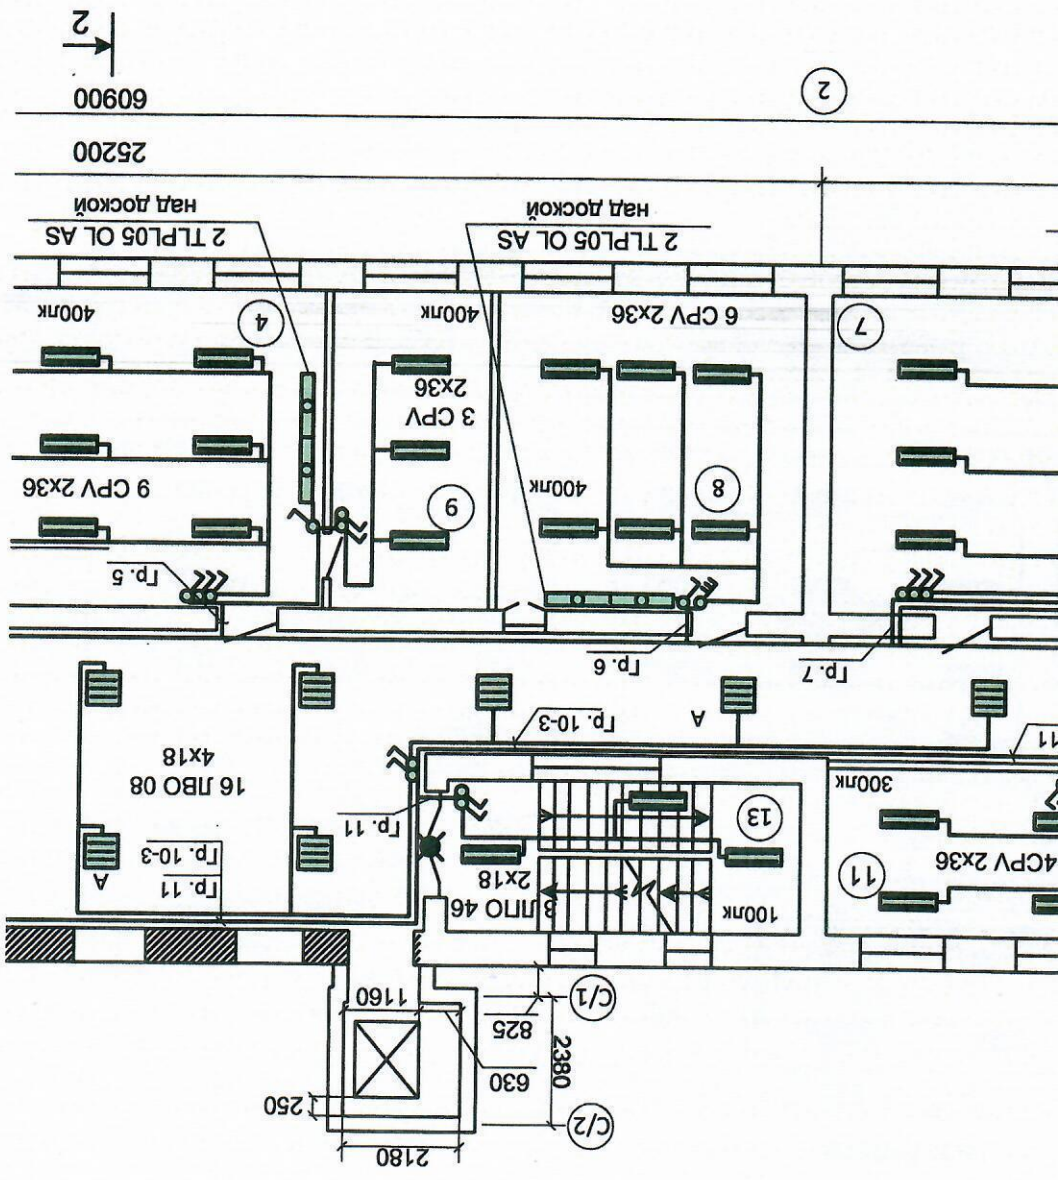 2180
С/2
250
630
2380
825
С/1
1160
100лк
3 ЛПО 46
2х18
11
4CPV 2x36
300лк
13
Гр. 11
Гр. 10-3
А
Гр. 11
16 ЛВО 08
4х18
11
Гр. 10-3
А
Гр. 7
Гр. 6
Гр. 5
8
400лк
6
9 CPV 2x36
3 CPV
2x36
7
6 CPV 2x36
400лк
4
400лк
2 TLPL05 OL AS
над доской
2 TLPL05 OL AS
над доской
25200
60900
2
2